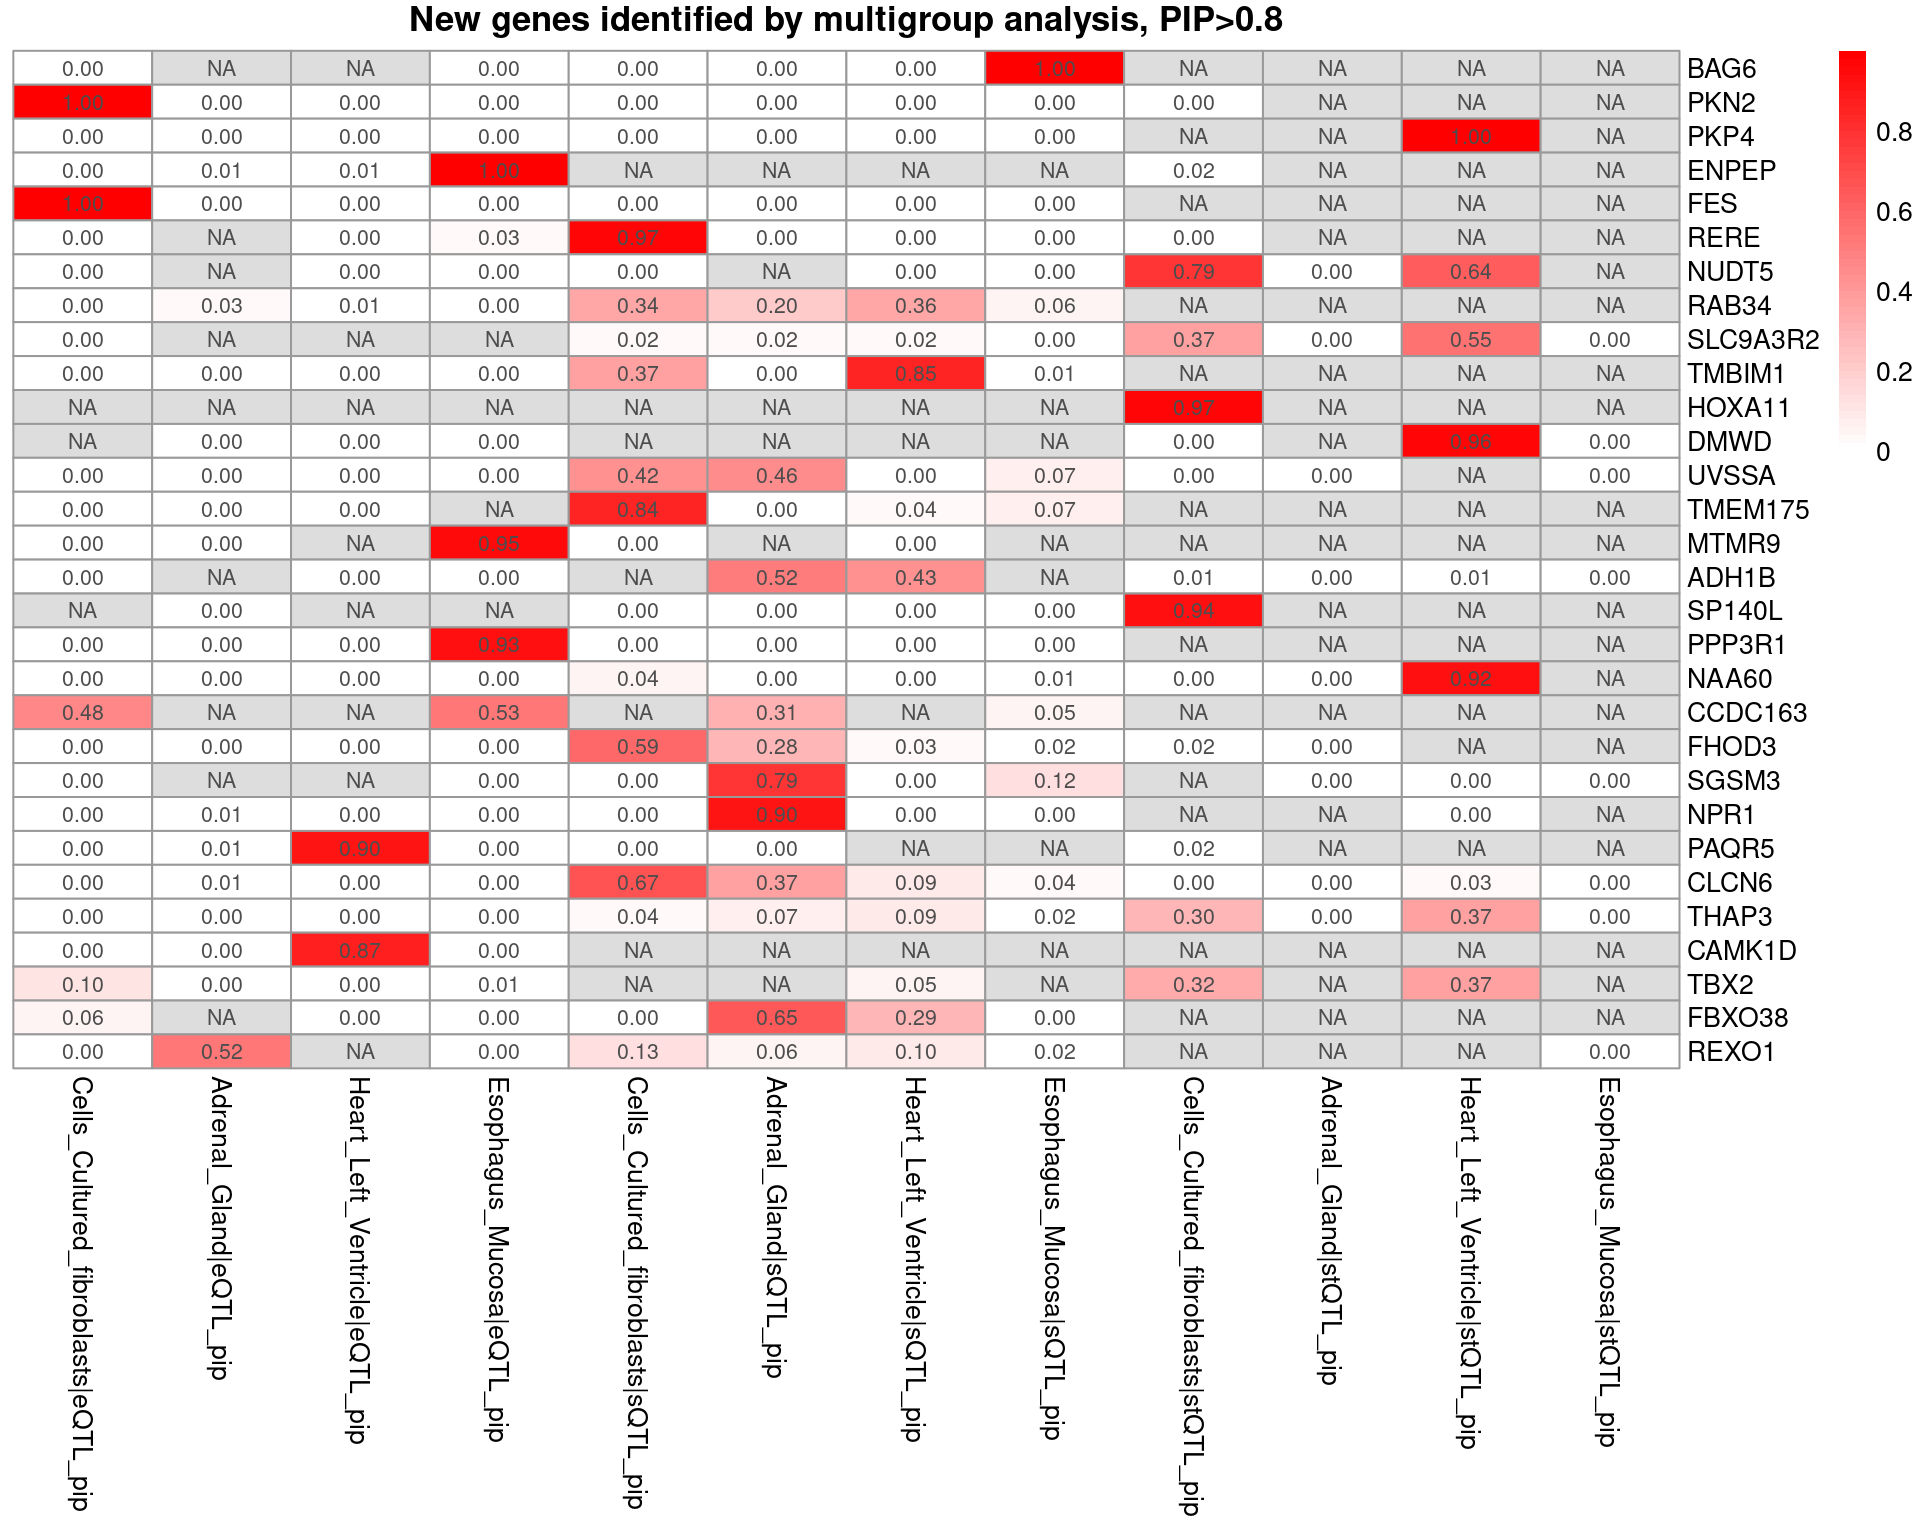 New genes identified by multigroup analysis, PIP>0.8
0.00 NA NA 0.00 0.00 0.00 0.00 1.00 NA NA NA NA BAG6
1.00 0.00 0.00 0.00 0.00 0.00 0.00 0.00 0.00 NA NA NA PKN2
0.00 0.00 0.00 0.00 0.00 0.00 0.00 0.00 NA NA 1.00 NA PKP4
0.00 0.01 0.01 1.00 NA NA NA NA 0.02 NA NA NA ENPEP
1.00 0.00 0.00 0.00 0.00 0.00 0.00 0.00 NA NA NA NA FES
0.00 NA 0.00 0.03 0.97 0.00 0.00 0.00 0.00 NA NA NA RERE
0.00 NA 0.00 0.00 0.00 NA 0.00 0.00 0.79 0.00 0.64 NA NUDT5
0.00 0.03 0.01 0.00 0.34 0.20 0.36 0.06 NA NA NA NA RAB34
0.00 NA NA NA 0.02 0.02 0.02 0.00 0.37 0.00 0.55 0.00 SLC9A3R2
0.00 0.00 0.00 0.00 0.37 0.00 0.85 0.01 NA NA NA NA TMBIM1
NA NA NA NA NA NA NA NA 0.97 NA NA NA HOXA11
NA 0.00 0.00 0.00 NA NA NA NA 0.00 NA 0.96 0.00 DMWD
0.00 0.00 0.00 0.00 0.42 0.46 0.00 0.07 0.00 0.00 NA 0.00 UVSSA
0.00 0.00 0.00 NA 0.84 0.00 0.04 0.07 NA NA NA NA TMEM175
0.00 0.00 NA 0.95 0.00 NA 0.00 NA NA NA NA NA MTMR9
0.00 NA 0.00 0.00 NA 0.52 0.43 NA 0.01 0.00 0.01 0.00 ADH1B
NA 0.00 NA NA 0.00 0.00 0.00 0.00 0.94 NA NA NA SP140L
0.00 0.00 0.00 0.93 0.00 0.00 0.00 0.00 NA NA NA NA PPP3R1
0.00 0.00 0.00 0.00 0.04 0.00 0.00 0.01 0.00 0.00 0.92 NA NAA60
0.48 NA NA 0.53 NA 0.31 NA 0.05 NA NA NA NA CCDC163
0.00 0.00 0.00 0.00 0.59 0.28 0.03 0.02 0.02 0.00 NA NA FHOD3
0.00 NA NA 0.00 0.00 0.79 0.00 0.12 NA 0.00 0.00 0.00 SGSM3
0.00 0.01 0.00 0.00 0.00 0.90 0.00 0.00 NA NA 0.00 NA NPR1
0.00 0.01 0.90 0.00 0.00 0.00 NA NA 0.02 NA NA NA PAQR5
0.00 0.01 0.00 0.00 0.67 0.37 0.09 0.04 0.00 0.00 0.03 0.00 CLCN6
0.00 0.00 0.00 0.00 0.04 0.07 0.09 0.02 0.30 0.00 0.37 0.00 THAP3
0.00 0.00 0.87 0.00 NA NA NA NA NA NA NA NA CAMK1D
0.10 0.00 0.00 0.01 NA NA 0.05 NA 0.32 NA 0.37 NA TBX2
0.06 NA 0.00 0.00 0.00 0.65 0.29 0.00 NA NA NA NA FBXO38
0.00 0.52 NA 0.00 0.13 0.06 0.10 0.02 NA NA NA 0.00 REXO1
Cells_Cultured_fibroblasts|eQTL_pip
Adrenal_Gland|eQTL_pip
Heart_Left_Ventricle|eQTL_pip
Esophagus_Mucosa|eQTL_pip
Cells_Cultured_fibroblasts|sQTL_pip
Adrenal_Gland|sQTL_pip
Heart_Left_Ventricle|sQTL_pip
Esophagus_Mucosa|sQTL_pip
Cells_Cultured_fibroblasts|stQTL_pip
Adrenal_Gland|stQTL_pip
Heart_Left_Ventricle|stQTL_pip
Esophagus_Mucosa|stQTL_pip
0.8
0.6
0.4
0.2
0